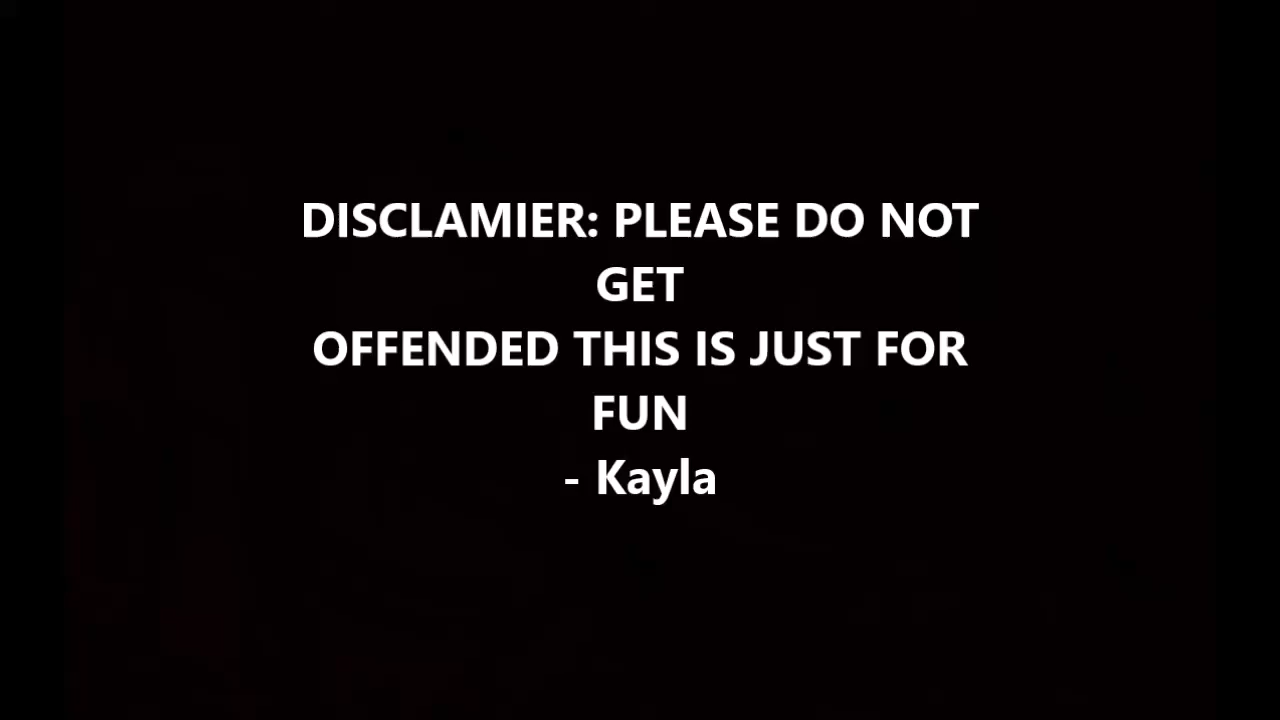 DISCLAMIER: PLEASE DO NOT
GET
OFFENDED THIS IS JUST FOR
FUN
- Kayla